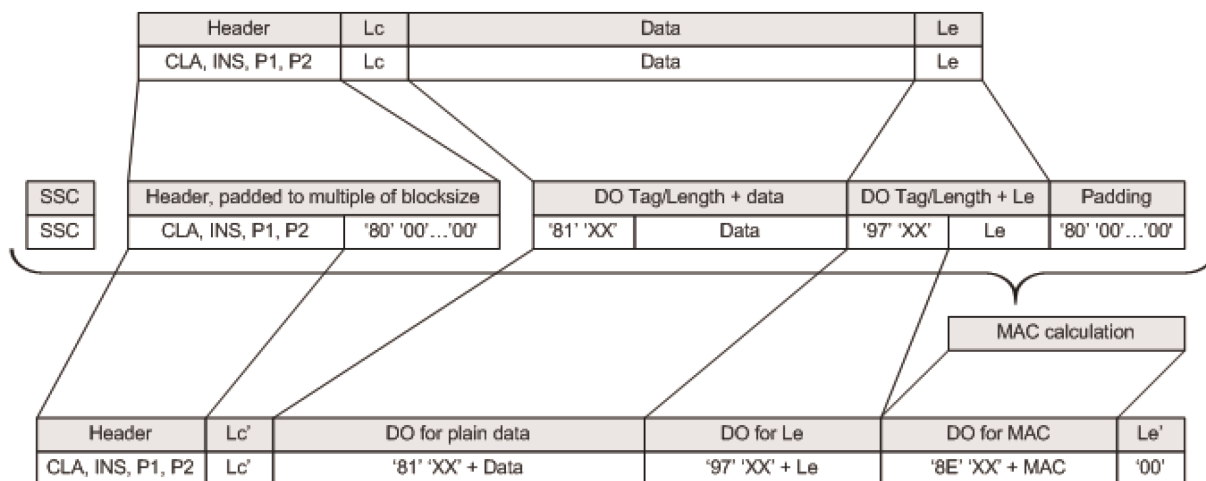 Header Lc Data Le
CLA, INS, P1, P2 Lc Data Le
SSC Header, padded to multiple of blocksize DO Tag/Length + data DO Tag/Length + Le Padding
SSC CLA, INS, P1, P2 '80' '00'...'00' '81' 'XX' Data '97' 'XX' Le '80' '00'...'00'
MAC calculation
Header Lc' DO for plain data DO for Le DO for MAC Le'
CLA, INS, P1, P2 Lc' '81' 'XX' + Data '97' 'XX' + Le '8E' 'XX' + MAC '00'